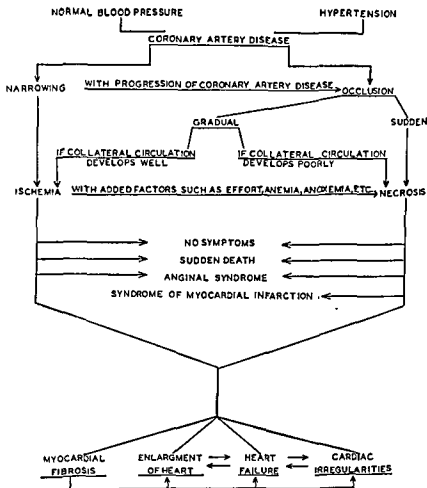 NORMAL BLOOD PRESSURE
HYPERTENSION
CORONARY ARTERY DISEASE
NARROWING
WITH PROGRESSION OF CORONARY ARTERY DISEASE
OCCLUSION
GRADUAL
SUDDEN
IF COLLATERAL CIRCULATION
DEVELOPS WELL
IF COLLATERAL CIRCULATION
DEVELOPS POORLY
ISCHEMIA
WITH ADDED FACTORS SUCH AS EFFORT, ANEMIA, ANOXEMIA, ETC.
NECROSIS
NO SYMPTOMS
SUDDEN DEATH
ANGINAL SYNDROME
SYNDROME OF MYOCARDIAL INFARCTION
MYOCARDIAL
FIBROSIS
ENLARGMENT
OF HEART
HEART
FAILURE
CARDIAC
IRREGULARITIES